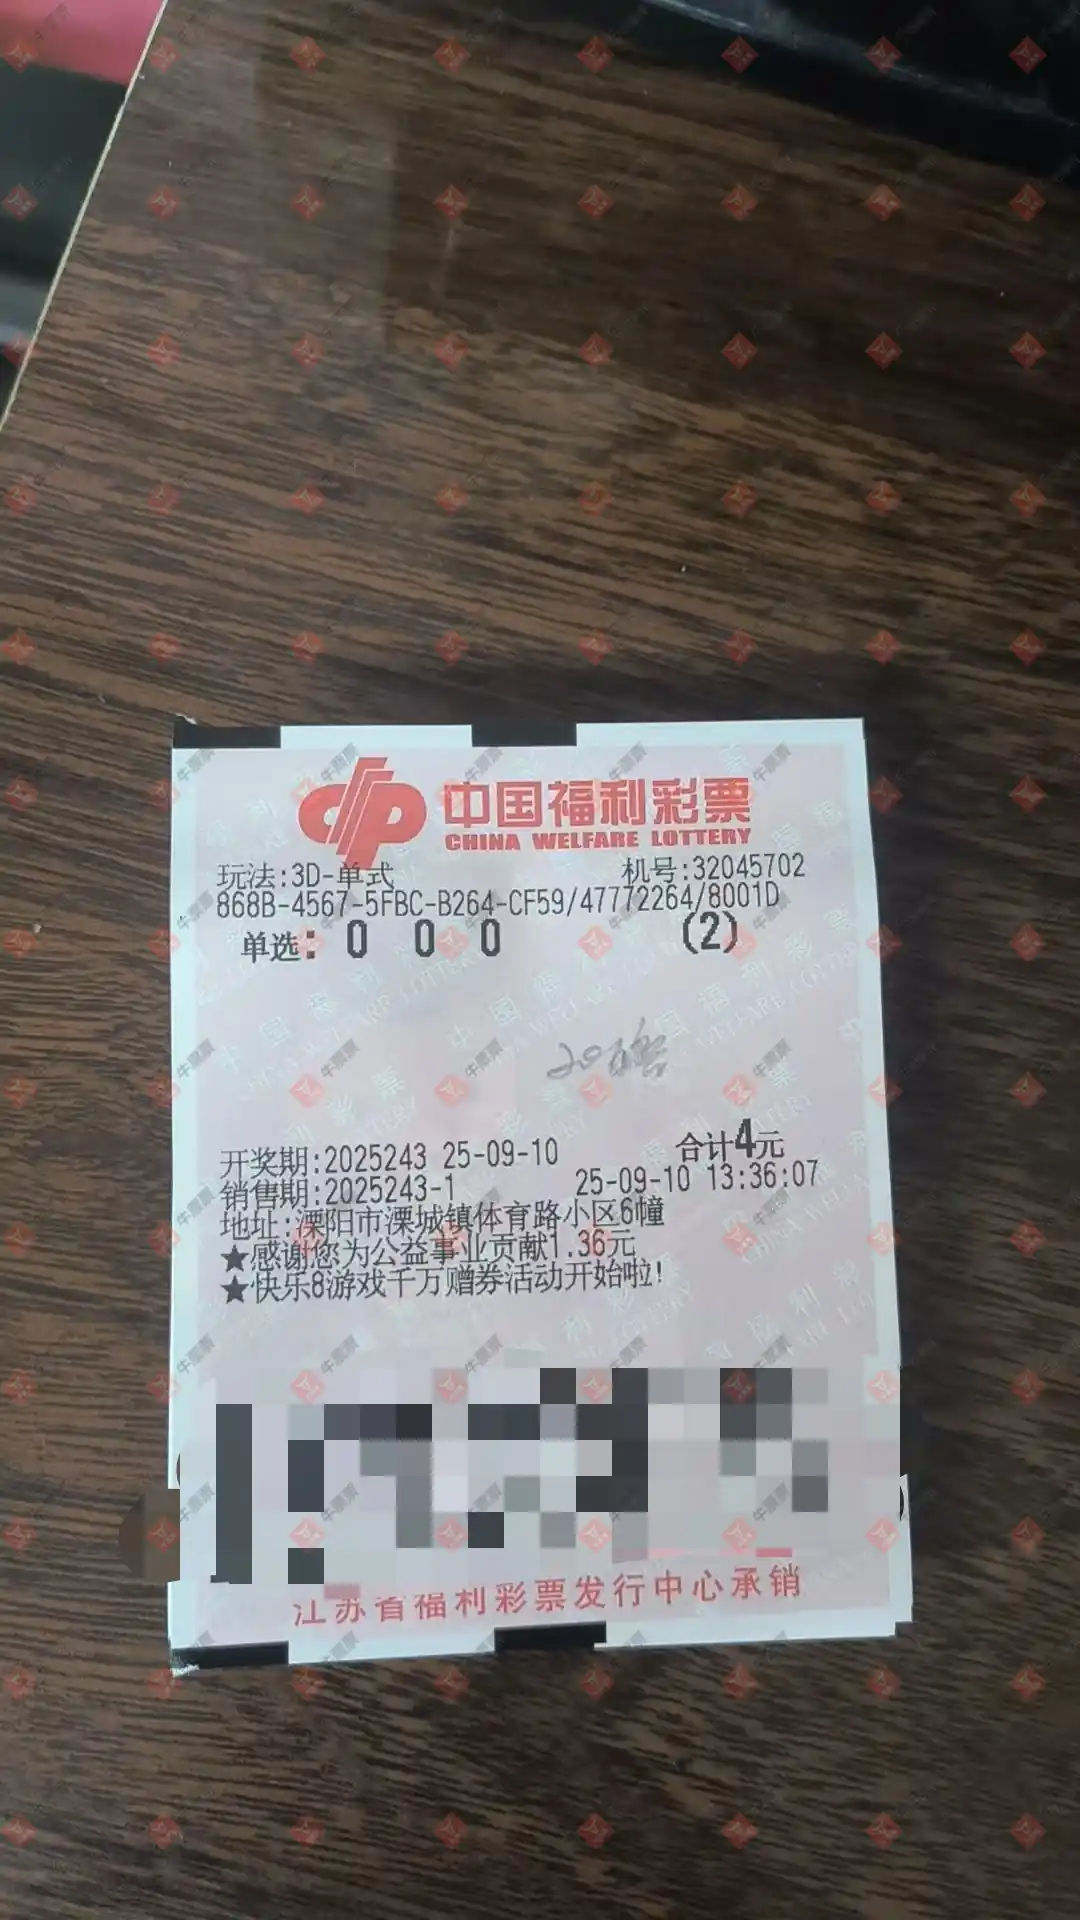 中国福利彩票
CHINA WELFARE LOTTERY
玩法:3D-单式 机号:32045702
868B-4567-5FBC-B264-CF59/47772264/8001D
单选: 0 0 0 (2)
开奖期:2025243 25-09-10 合计4元
销售期:2025243-1 25-09-10 13:36:07
地址:溧阳市溧城镇体育路小区6幢
★感谢您为公益事业贡献1.36元
★快乐8游戏千万赠券活动开始啦!
江苏省福利彩票发行中心承销